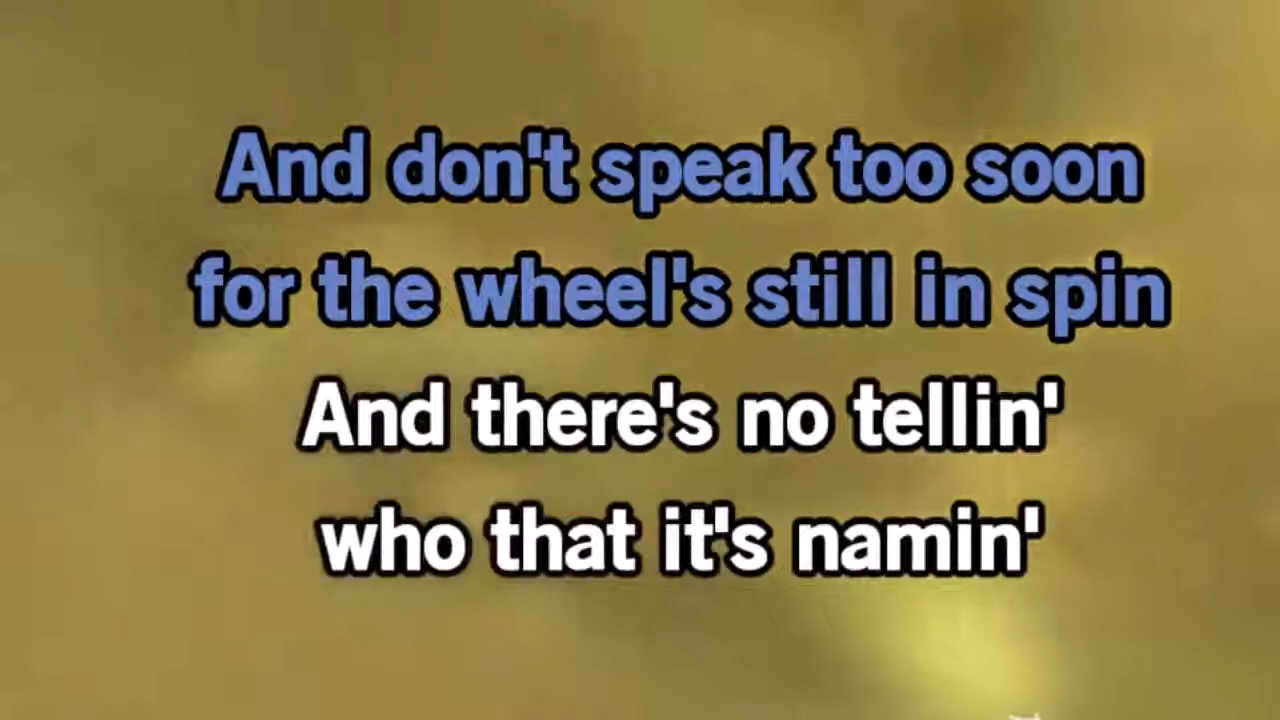 And don't speak too soon
for the wheel's still in spin
And there's no tellin'
who that it's namin'